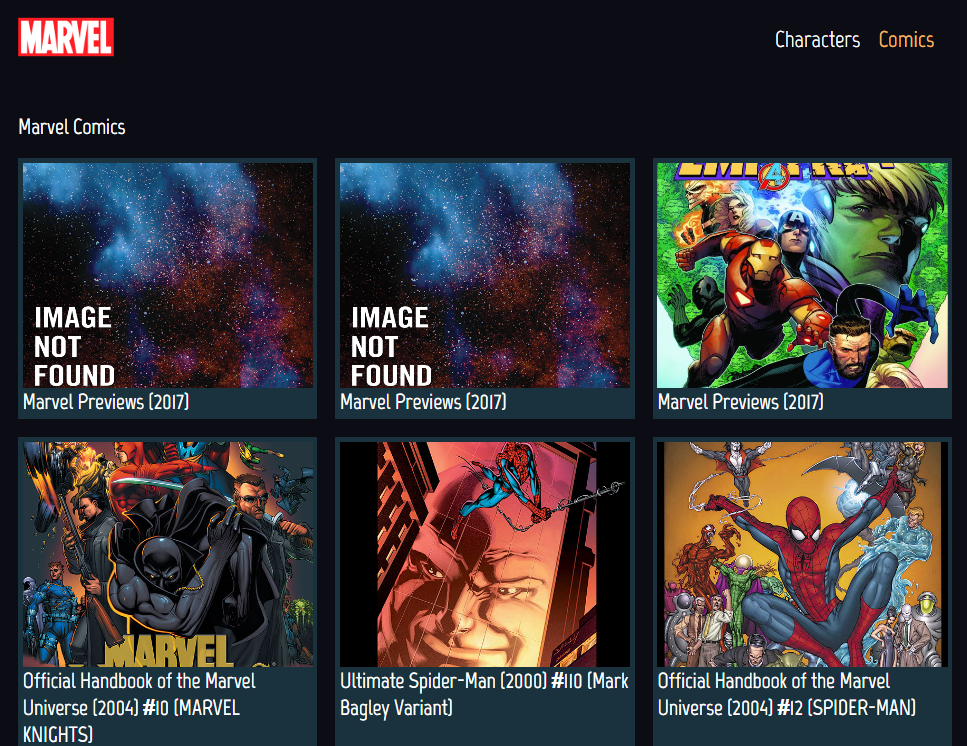 MARVEL
Characters
Comics
Marvel Comics
IMAGE
NOT
FOUND
Marvel Previews (2017)
IMAGE
NOT
FOUND
Marvel Previews (2017)
A
Marvel Previews (2017)
MARVEL
Official Handbook of the Marvel
Universe (2004) #10 (MARVEL
KNIGHTS)
Ultimate Spider-Man (2000) #110 (Mark
Bagley Variant)
Official Handbook of the Marvel
Universe (2004) #12 (SPIDER-MAN)